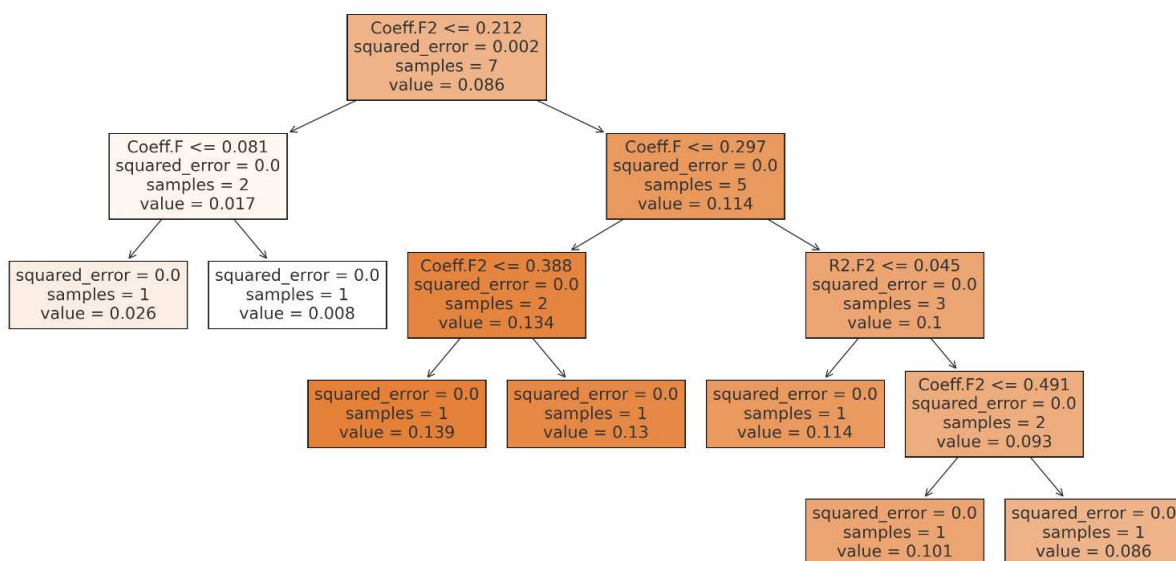 Coeff.F2 <= 0.212
squared_error = 0.002
samples = 7
value = 0.086
Coeff.F <= 0.081
squared_error = 0.0
samples = 2
value = 0.017
Coeff.F <= 0.297
squared_error = 0.0
samples = 5
value = 0.114
squared_error = 0.0
samples = 1
value = 0.026
squared_error = 0.0
samples = 1
value = 0.008
Coeff.F2 <= 0.388
squared_error = 0.0
samples = 2
value = 0.134
R2.F2 <= 0.045
squared_error = 0.0
samples = 3
value = 0.1
squared_error = 0.0
samples = 1
value = 0.139
squared_error = 0.0
samples = 1
value = 0.13
squared_error = 0.0
samples = 1
value = 0.114
Coeff.F2 <= 0.491
squared_error = 0.0
samples = 2
value = 0.093
squared_error = 0.0
samples = 1
value = 0.101
squared_error = 0.0
samples = 1
value = 0.086